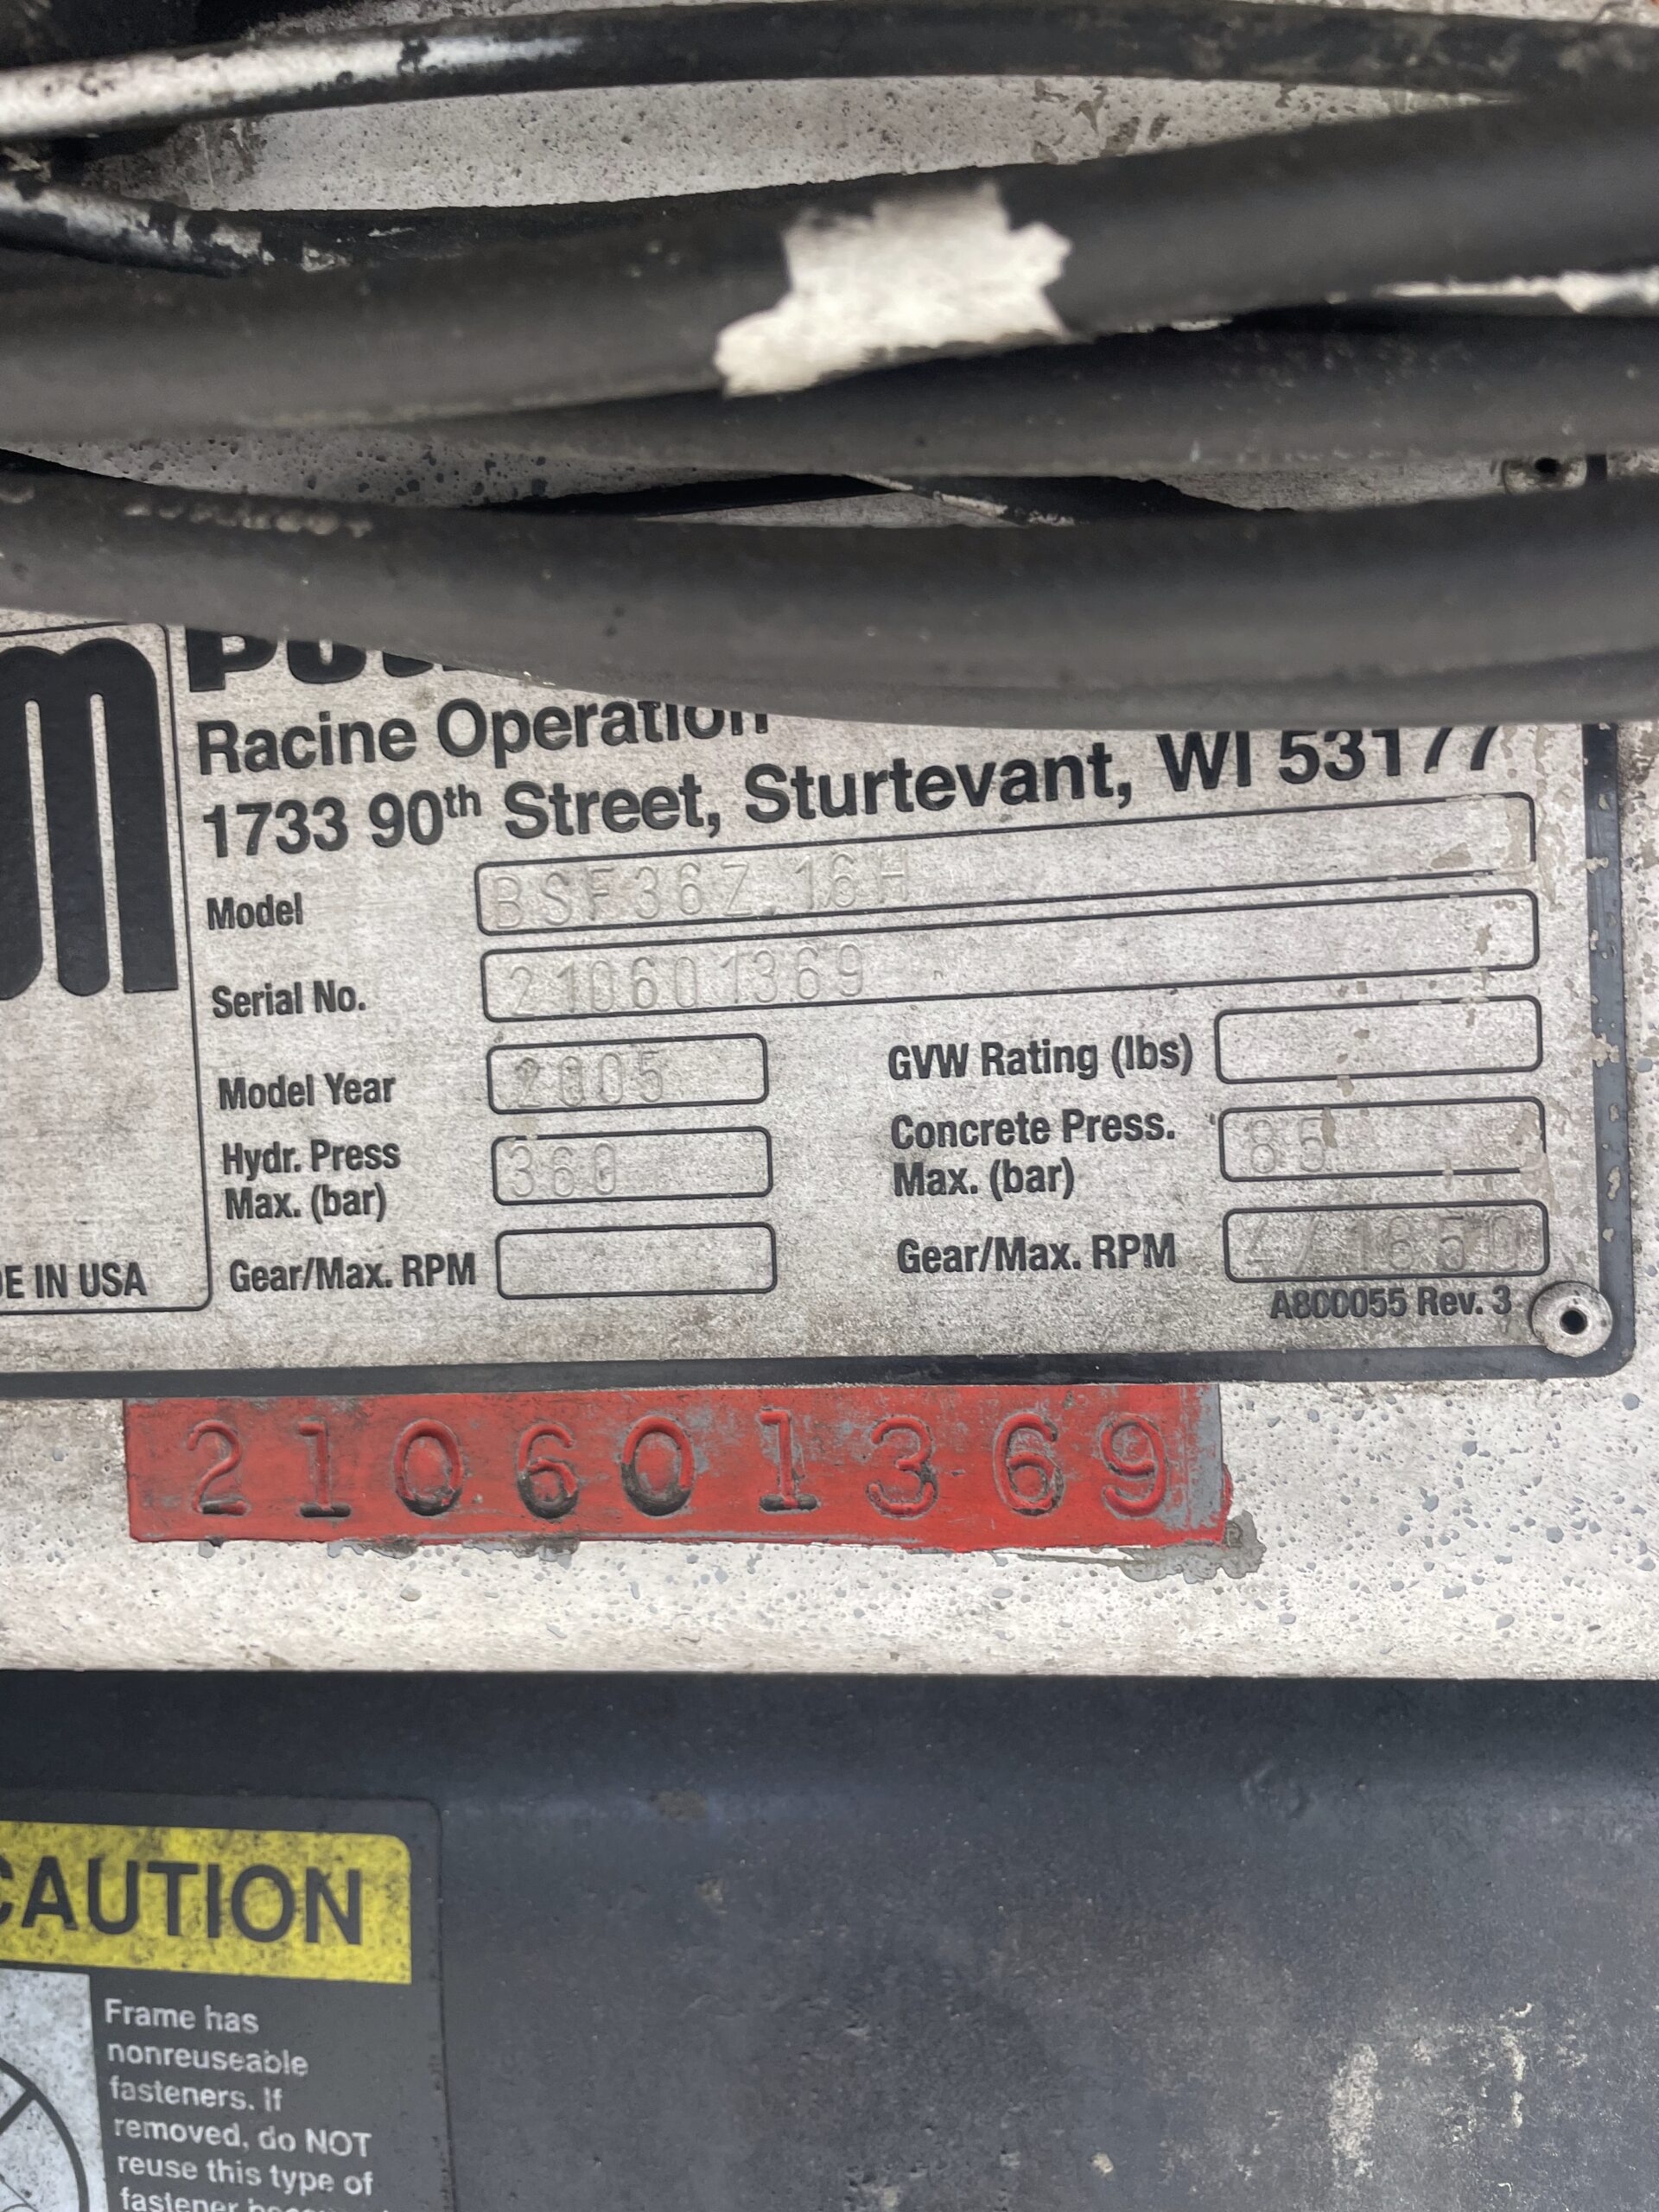 Racine Operation
1733 90th Street, Sturtevant, WI 53177
Model BSF36Z.16H
Serial No. 210601369
Model Year 2005
GVW Rating (lbs)
Hydr. Press
Max. (bar) 360
Concrete Press.
Max. (bar) 85
Gear/Max. RPM
Gear/Max. RPM 4/1650
E IN USA
A800055 Rev. 3
210601369
CAUTION
Frame has
nonreuseable
fasteners. If
removed, do NOT
reuse this type of